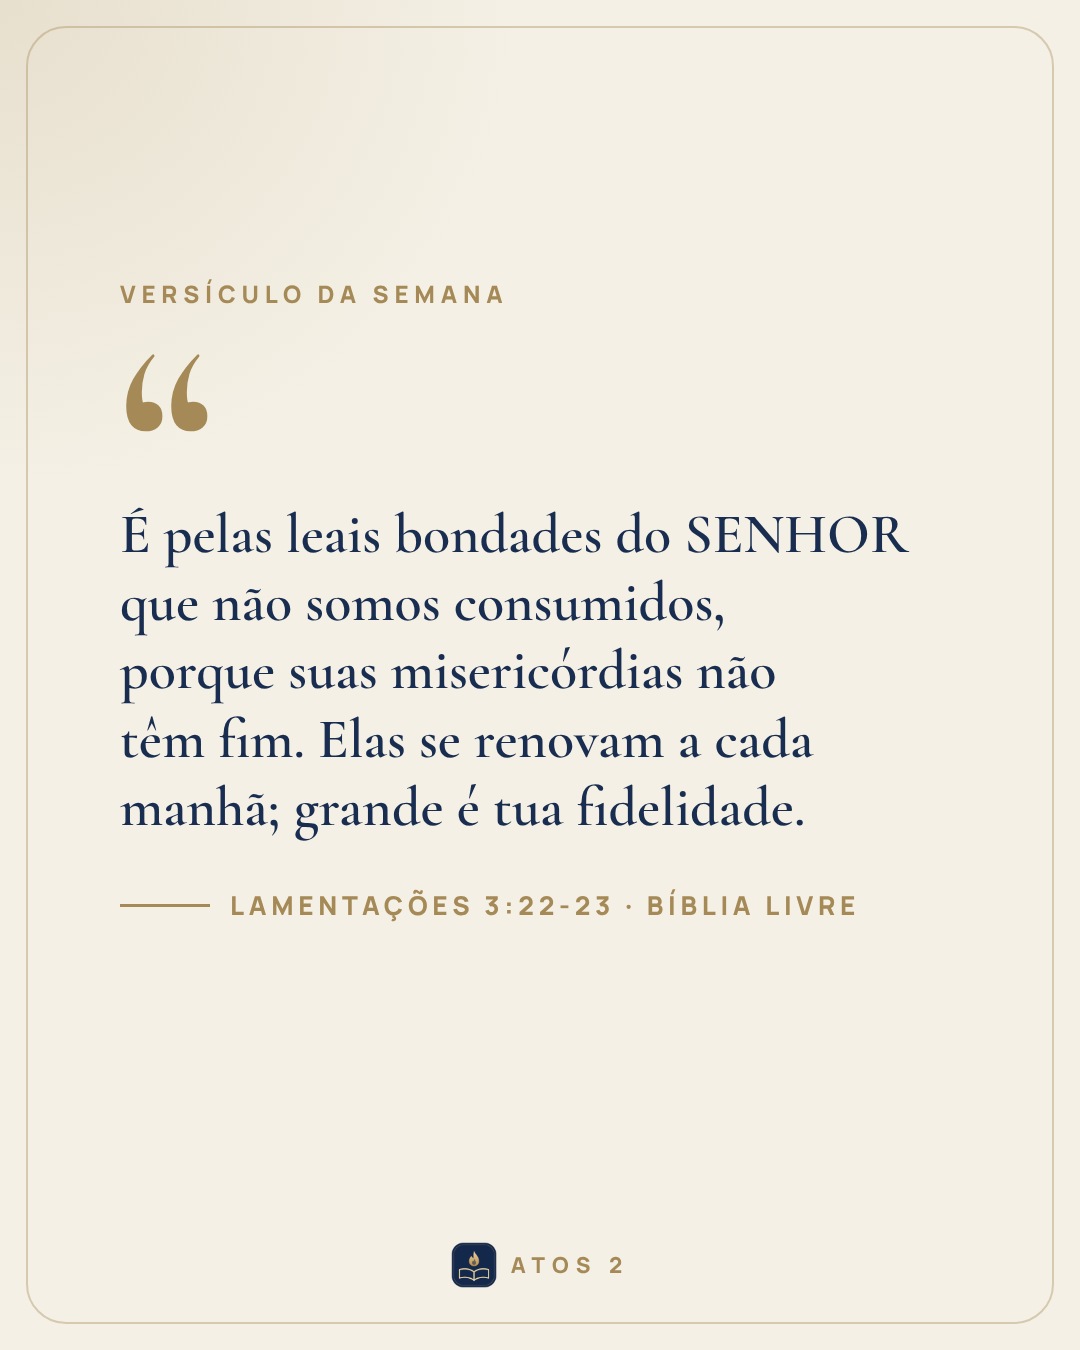 VERSÍCULO DA SEMANA
“
É pelas leais bondades do SENHOR
que não somos consumidos,
porque suas misericórdias não
têm fim. Elas se renovam a cada
manhã; grande é tua fidelidade.
LAMENTAÇÕES 3:22-23 · BÍBLIA LIVRE
ATOS 2